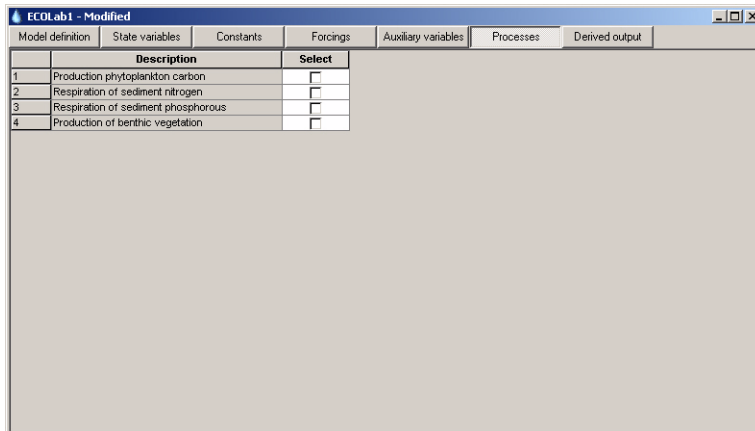 ECOLab1 - Modified
Model definition State variables Constants Forcings Auxiliary variables Processes Derived output
Description Select
1 Production phytoplankton carbon
2 Respiration of sediment nitrogen
3 Respiration of sediment phosphorous
4 Production of benthic vegetation